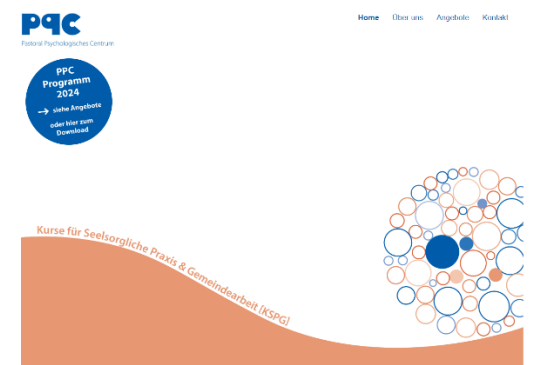 PPC
Home Über uns Angebote Kontakt
Pastoral Psychologisches Centrum
PPC
Programm
2024
→ siehe Angebote
oder hier zum
Download
Kurse für Seelsorgliche Praxis & Gemeindearbeit [KSPG]